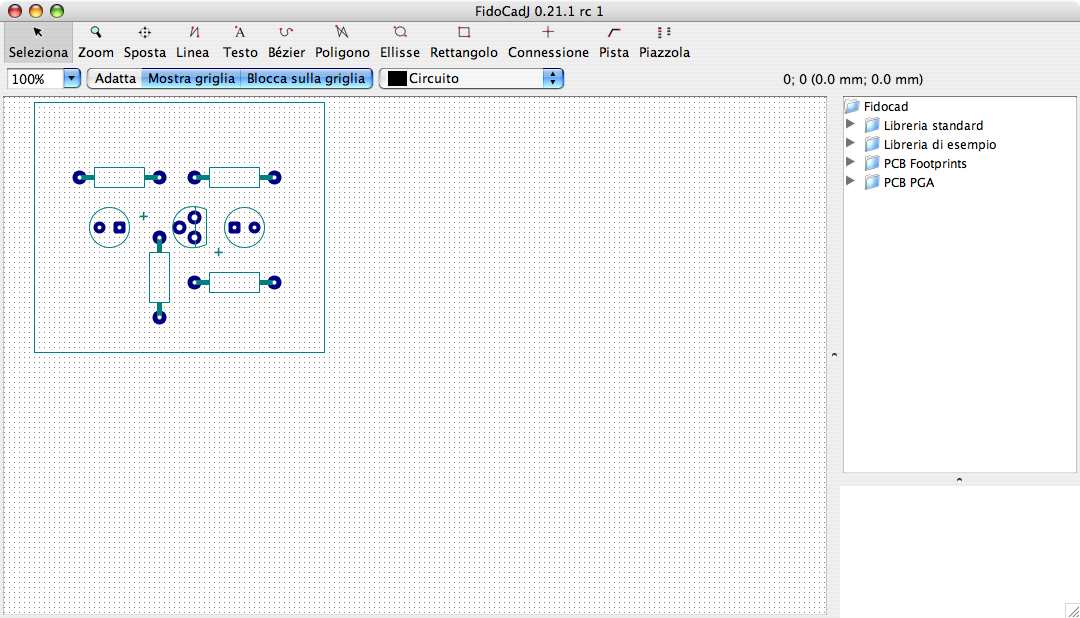 FidoCadJ 0.21.1 rc 1
Seleziona Zoom Sposta Linea Testo Bézier Poligono Ellisse Rettangolo Connessione Pista Piazzola
100% Adatta Mostra griglia Blocca sulla griglia Circuito 0; 0 (0.0 mm; 0.0 mm)
Fidocad
Libreria standard
Libreria di esempio
PCB Footprints
PCB PGA